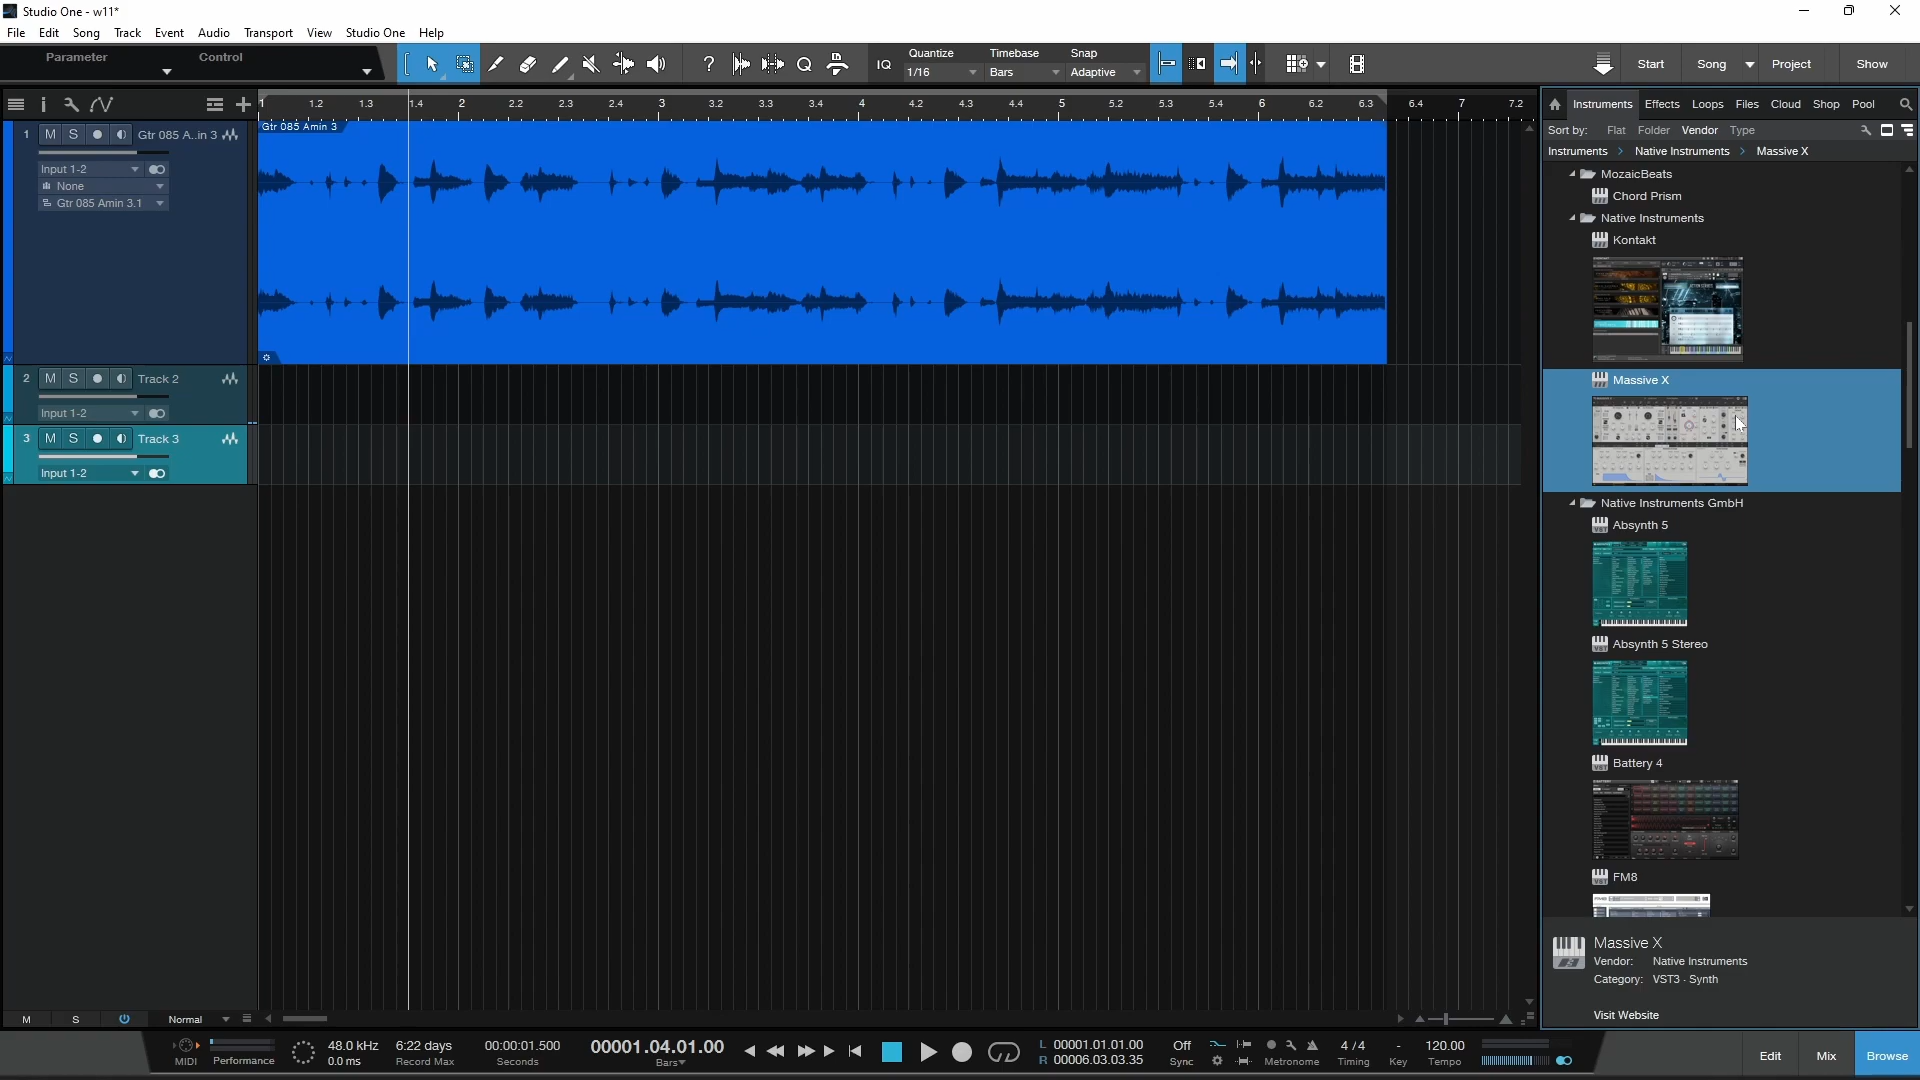 Studio One - w11*
File Edit Song Track Event Audio Transport View Studio One Help
Parameter Control
IQ
Quantize Timebase Snap
1/16 Bars Adaptive
Start Song Project Show
1 1.2 1.3 1.4 2 2.2 2.3 2.4 3 3.2 3.3 3.4 4 4.2 4.3 4.4 5 5.2 5.3 5.4 6 6.2 6.3 6.4 7 7.2
Instruments Effects Loops Files Cloud Shop Pool
Sort by: Flat Folder Vendor Type
Instruments > Native Instruments > Massive X
1 M S Gtr 085 A..in 3
Input 1-2
None
Gtr 085 Amin 3.1
Gtr 085 Amin 3
2 M S Track 2
Input 1-2
3 M S Track 3
Input 1-2
MozaicBeats
Chord Prism
Native Instruments
Kontakt
Massive X
Native Instruments GmbH
Absynth 5
Absynth 5 Stereo
Battery 4
FM8
Massive X
Vendor: Native Instruments
Category: VST3 - Synth
Visit Website
M S Normal
MIDI
Performance
48.0 kHz
0.0 ms
6:22 days
Record Max
00:00:01.500
Seconds
00001.04.01.00
Bars
L 00001.01.01.00
R 00006.03.03.35
Off
Sync
Metronome
4 / 4
Timing
-
Key
120.00
Tempo
Edit Mix Browse